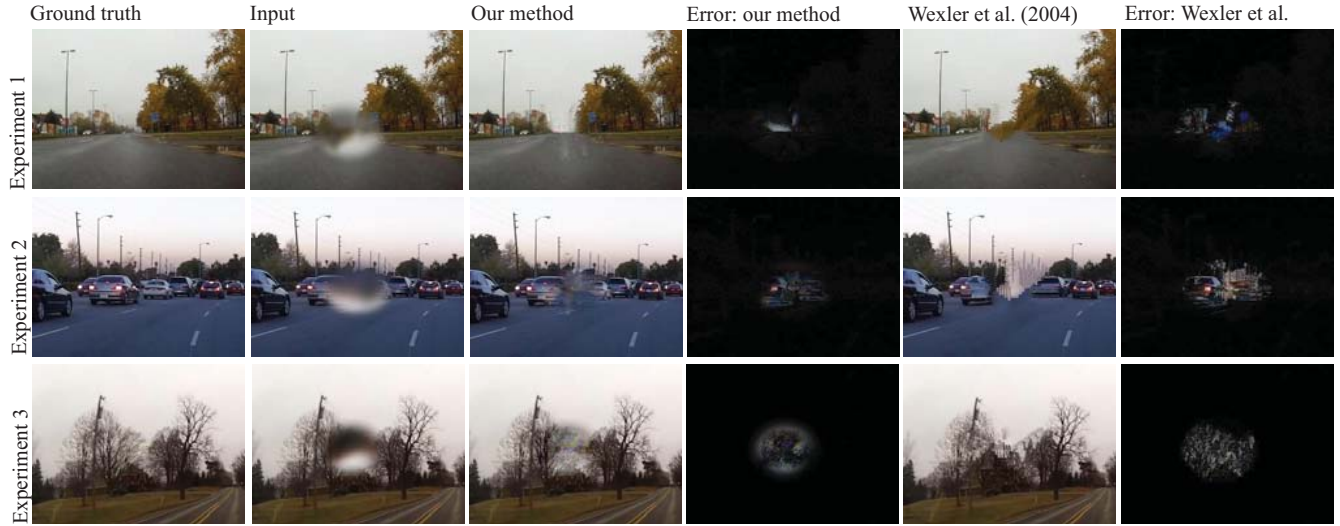 Ground truth
Input
Our method
Error: our method
Wexler et al. (2004)
Error: Wexler et al.
Experiment 1
Experiment 2
Experiment 3